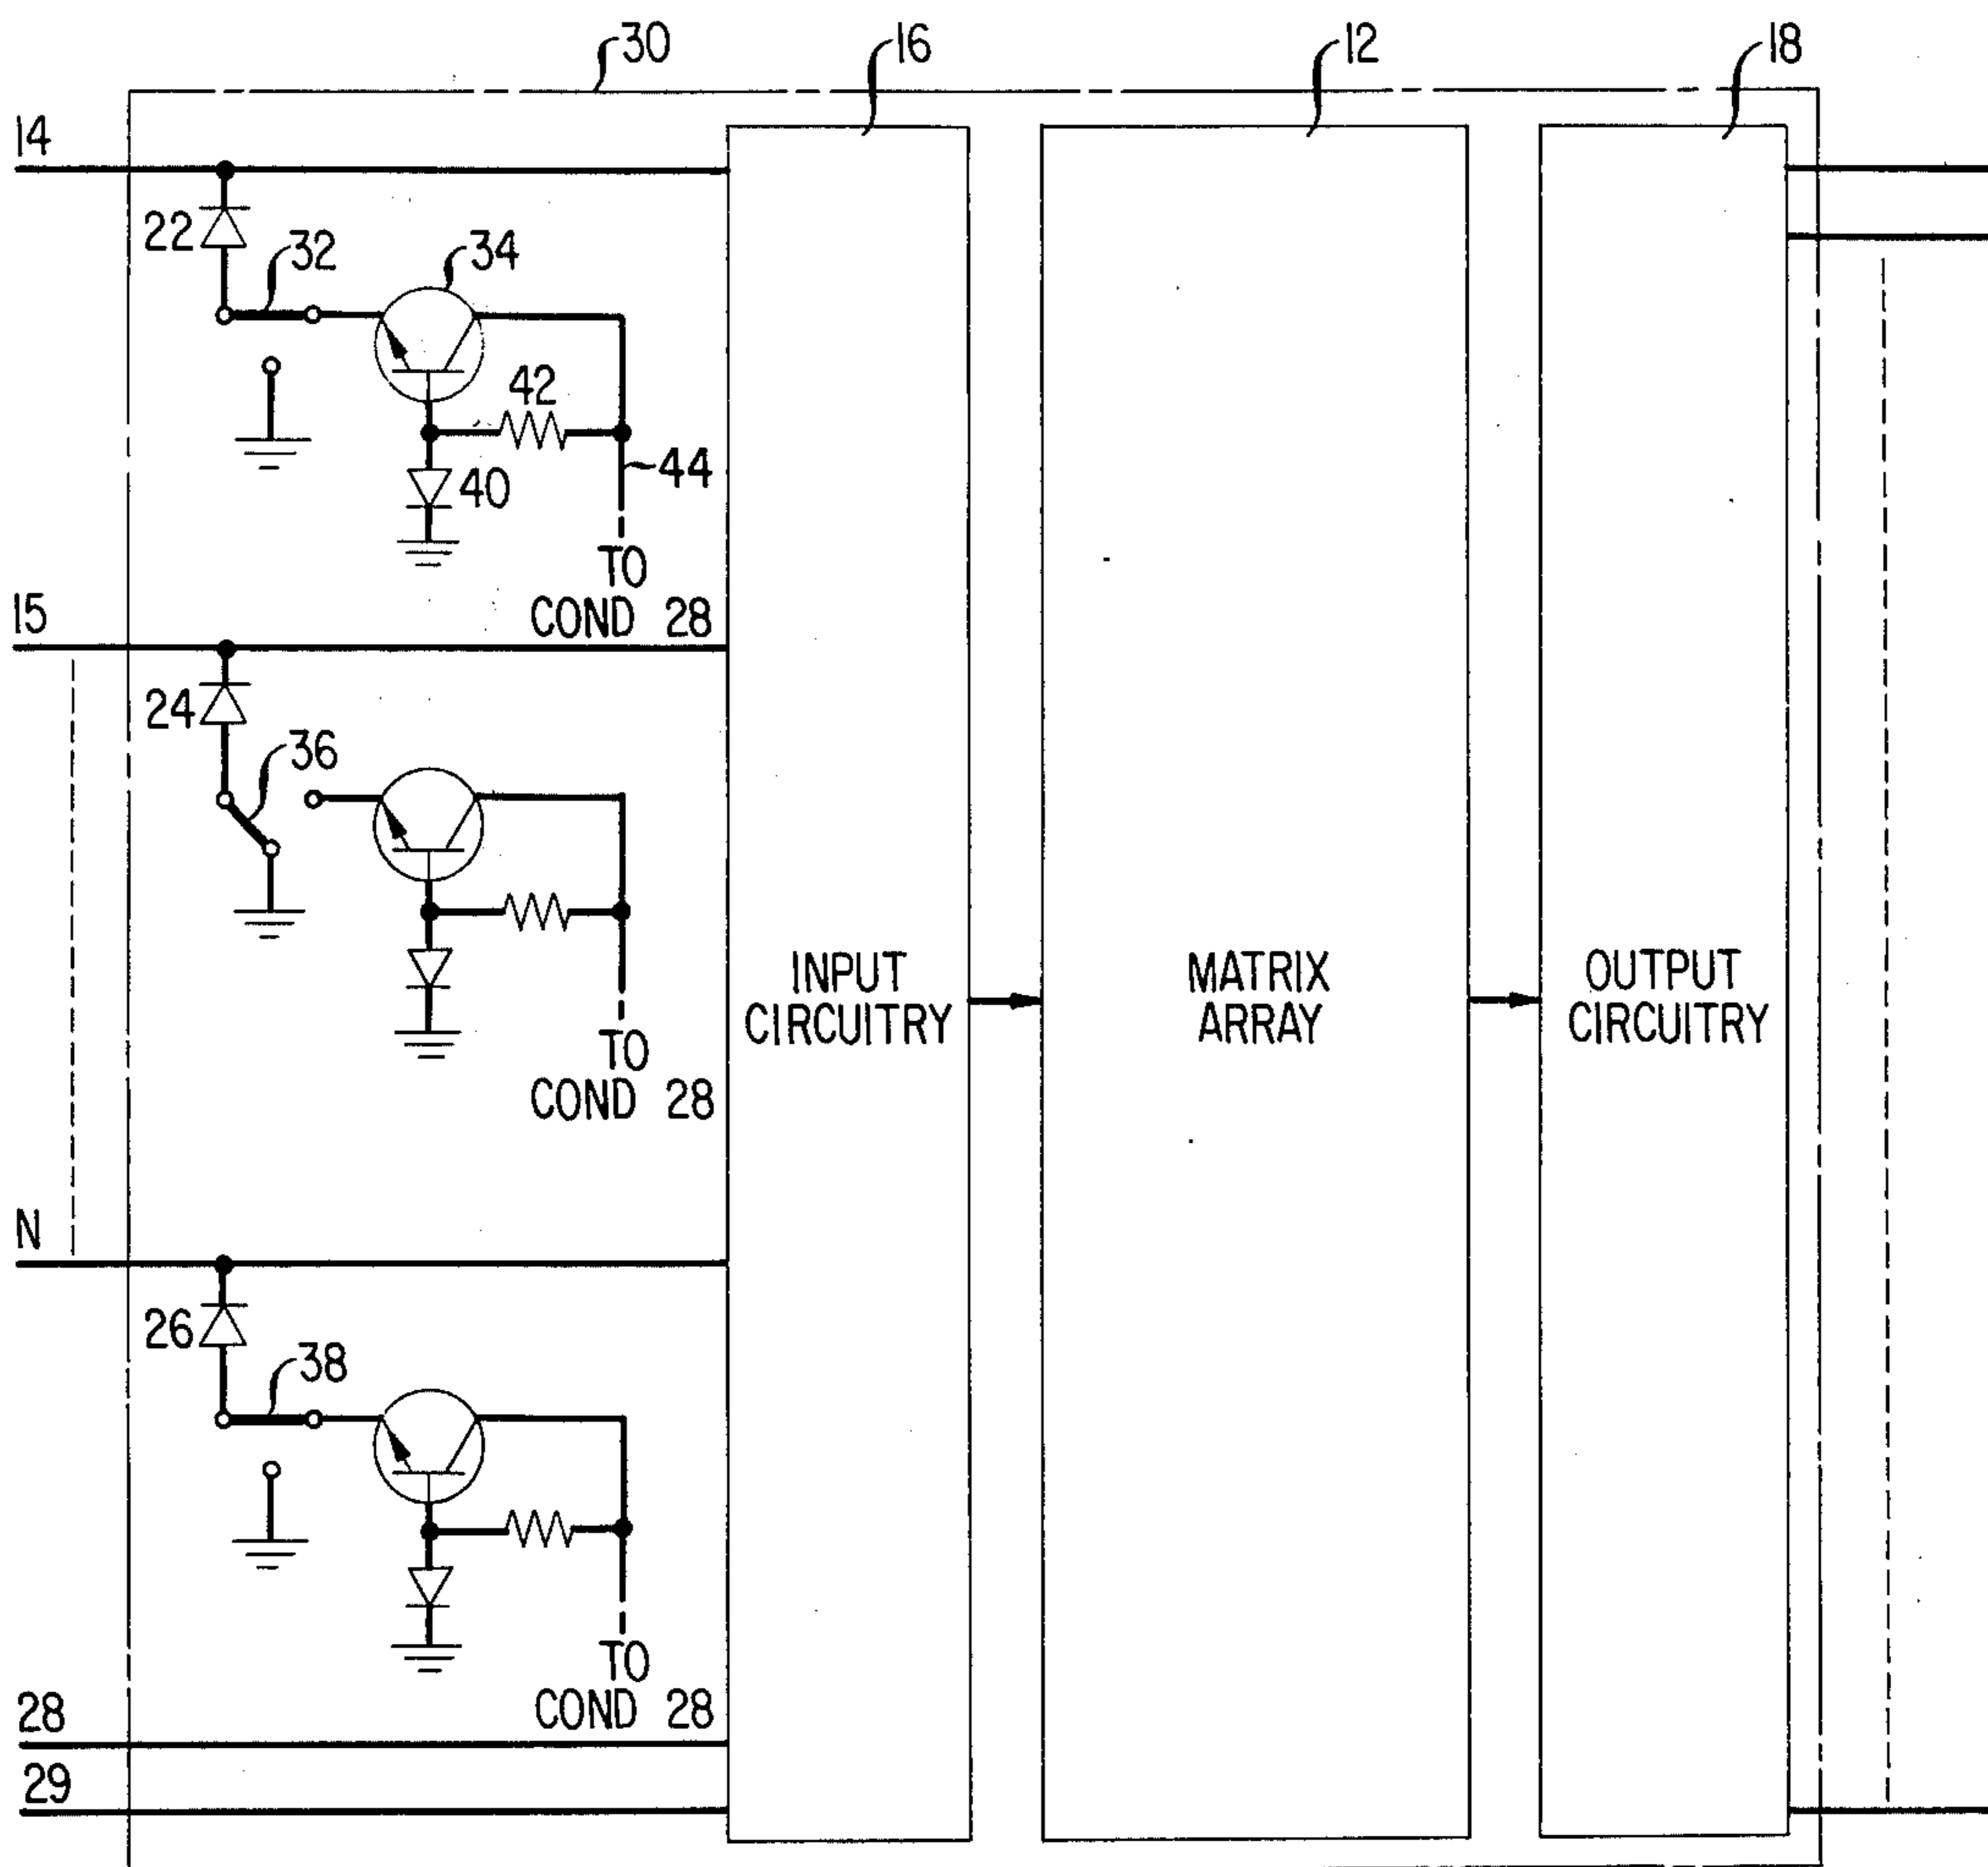 30
16
12
18
14
22
32
34
42
40
44
TO
COND 28
15
24
36
TO
COND 28
INPUT
CIRCUITRY
MATRIX
ARRAY
OUTPUT
CIRCUITRY
N
26
38
TO
COND 28
28
29